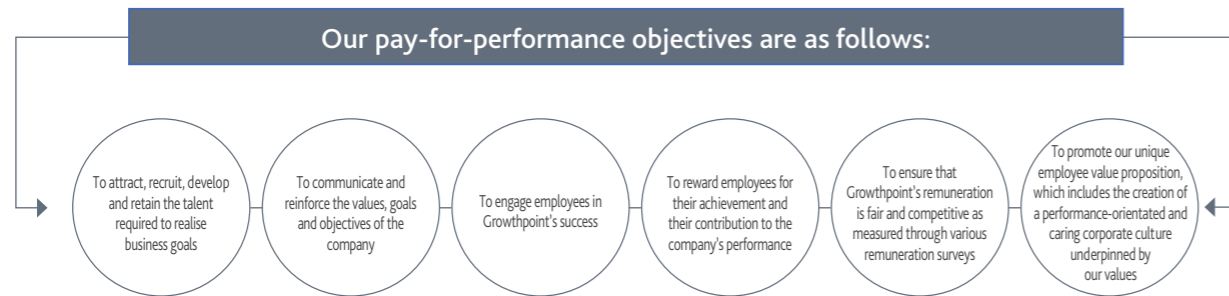 Our pay-for-performance objectives are as follows:
To attract, recruit, develop
and retain the talent
required to realise
business goals
To communicate and
reinforce the values, goals
and objectives of the
company
To engage employees in
Growthpoint's success
To reward employees for
their achievement and
their contribution to the
company's performance
To ensure that
Growthpoint's remuneration
is fair and competitive as
measured through various
remuneration surveys
To promote our unique
employee value proposition,
which includes the creation of
a performance-orientated and
caring corporate culture
underpinned by
our values